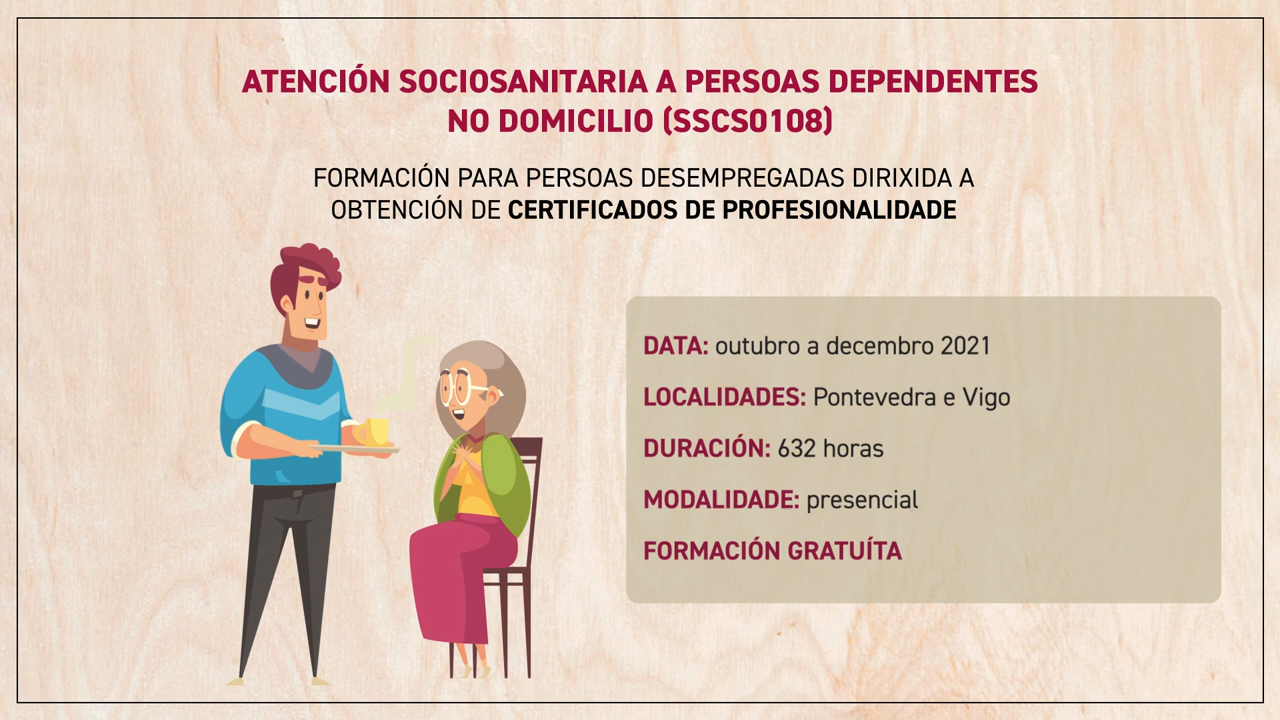 ATENCIÓN SOCIOSANITARIA A PERSOAS DEPENDENTES
NO DOMICILIO (SSCS0108)
FORMACIÓN PARA PERSOAS DESEMPREGADAS DIRIXIDA A
OBTENCIÓN DE CERTIFICADOS DE PROFESIONALIDADE
DATA: outubro a decembro 2021
LOCALIDADES: Pontevedra e Vigo
DURACIÓN: 632 horas
MODALIDADE: presencial
FORMACIÓN GRATUÍTA